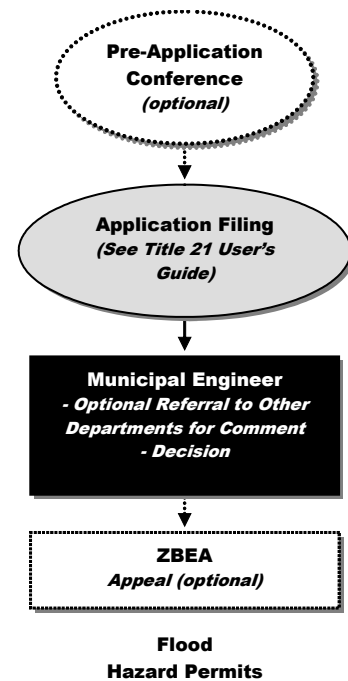 Pre-Application
Conference
(optional)
Application Filing
(See Title 21 User's
Guide)
Municipal Engineer
- Optional Referral to Other
Departments for Comment
- Decision
ZBEA
Appeal (optional)
Flood
Hazard Permits